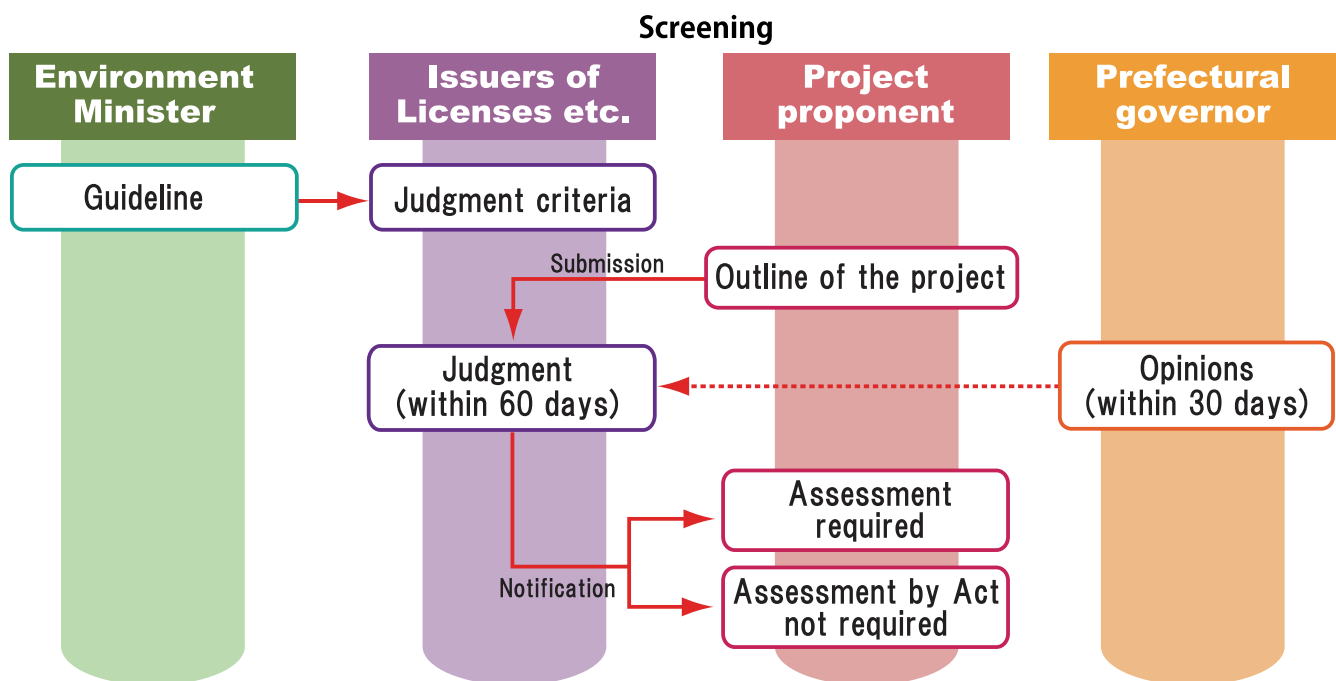 Screening
Environment
Minister
Issuers of
Licenses etc.
Project
proponent
Prefectural
governor
Guideline
Judgment criteria
Submission
Outline of the project
Judgment
(within 60 days)
Opinions
(within 30 days)
Assessment
required
Notification
Assessment by Act
not required